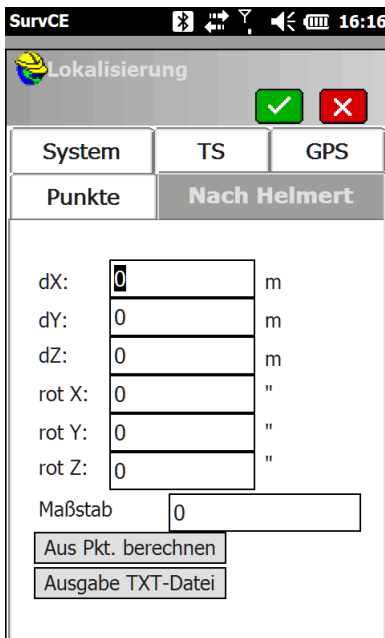 SurvCE 16:16
Lokalisierung
System TS GPS
Punkte Nach Helmert
dX: 0 m
dY: 0 m
dZ: 0 m
rot X: 0 "
rot Y: 0 "
rot Z: 0 "
Maßstab 0
Aus Pkt. berechnen
Ausgabe TXT-Datei